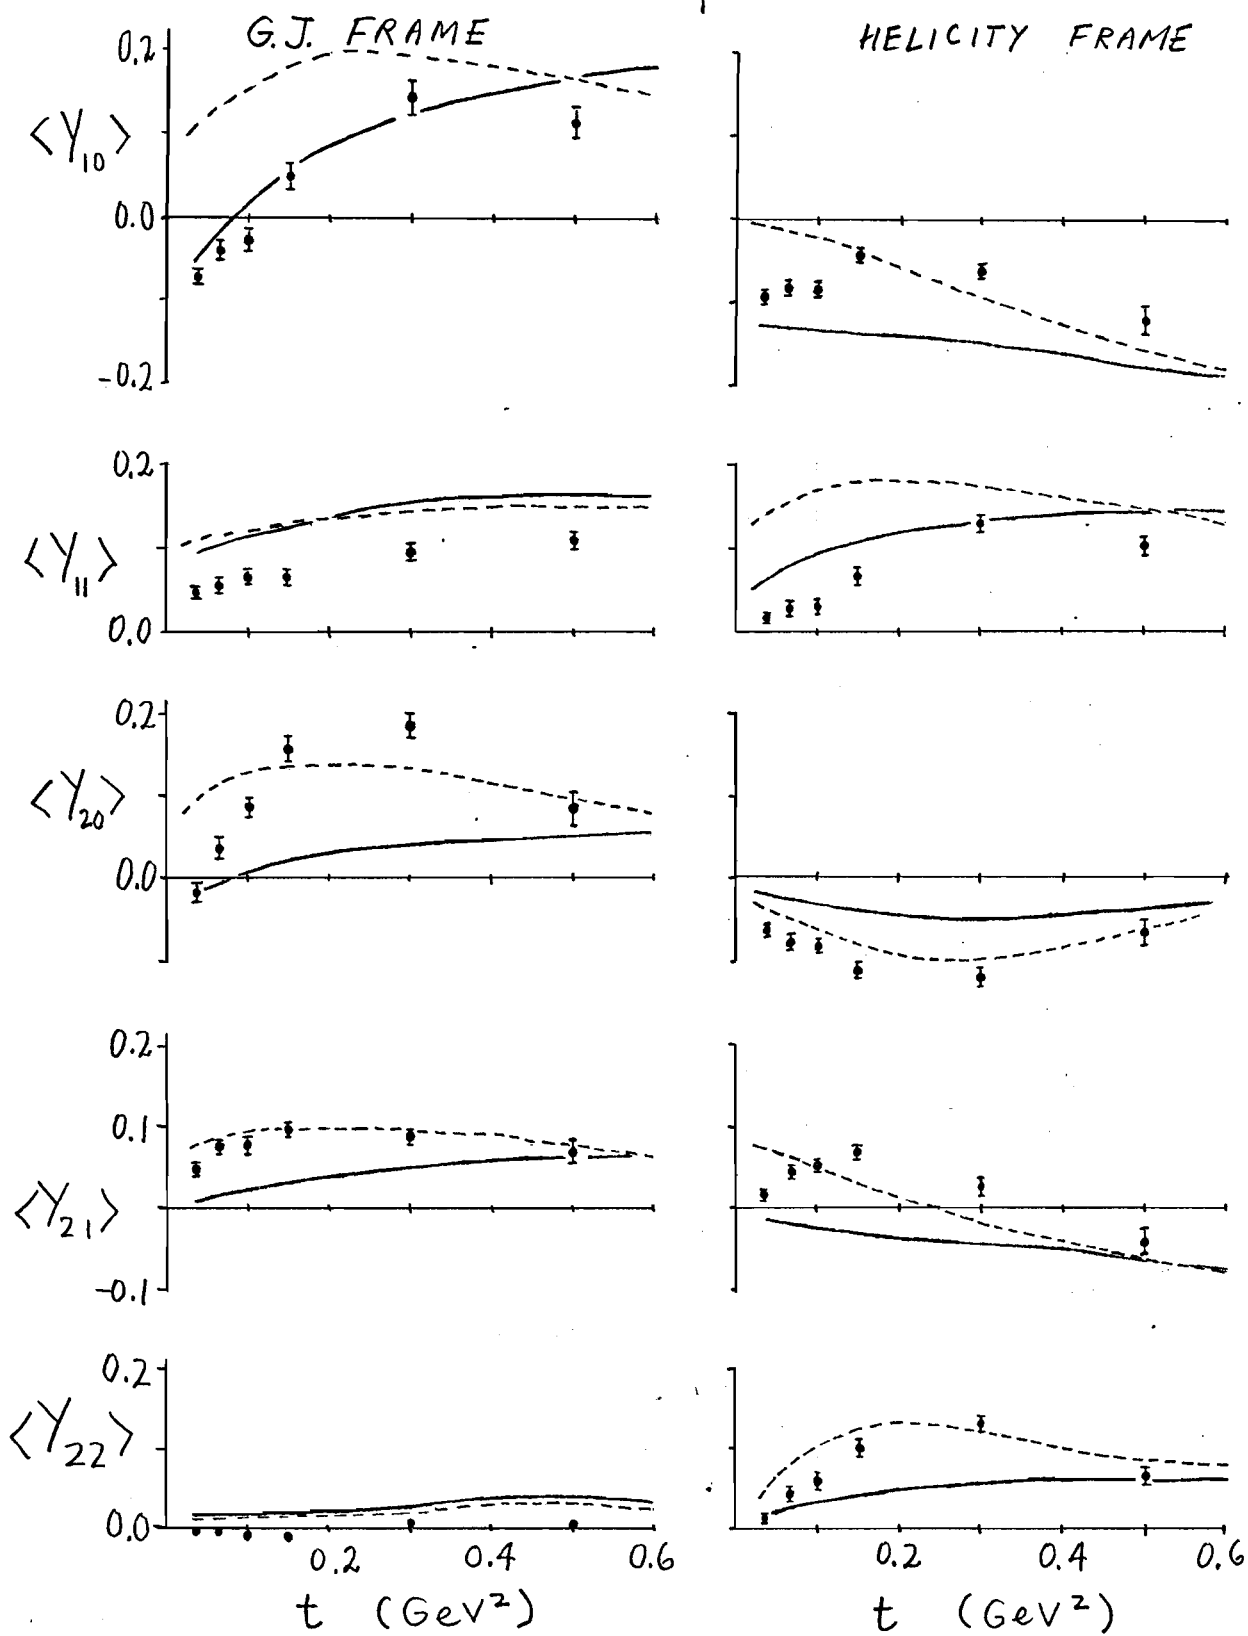 G.J. FRAME
HELICITY FRAME
0.2
⟨Y₁₀⟩
0.0
-0.2
0.2
⟨Y₁₁⟩
0.0
0.2
⟨Y₂₀⟩
0.0
0.2
0.1
⟨Y₂₁⟩
-0.1
0.2
⟨Y₂₂⟩
0.0
0.2 0.4 0.6
0.2 0.4 0.6
t (GeV²)
t (GeV²)